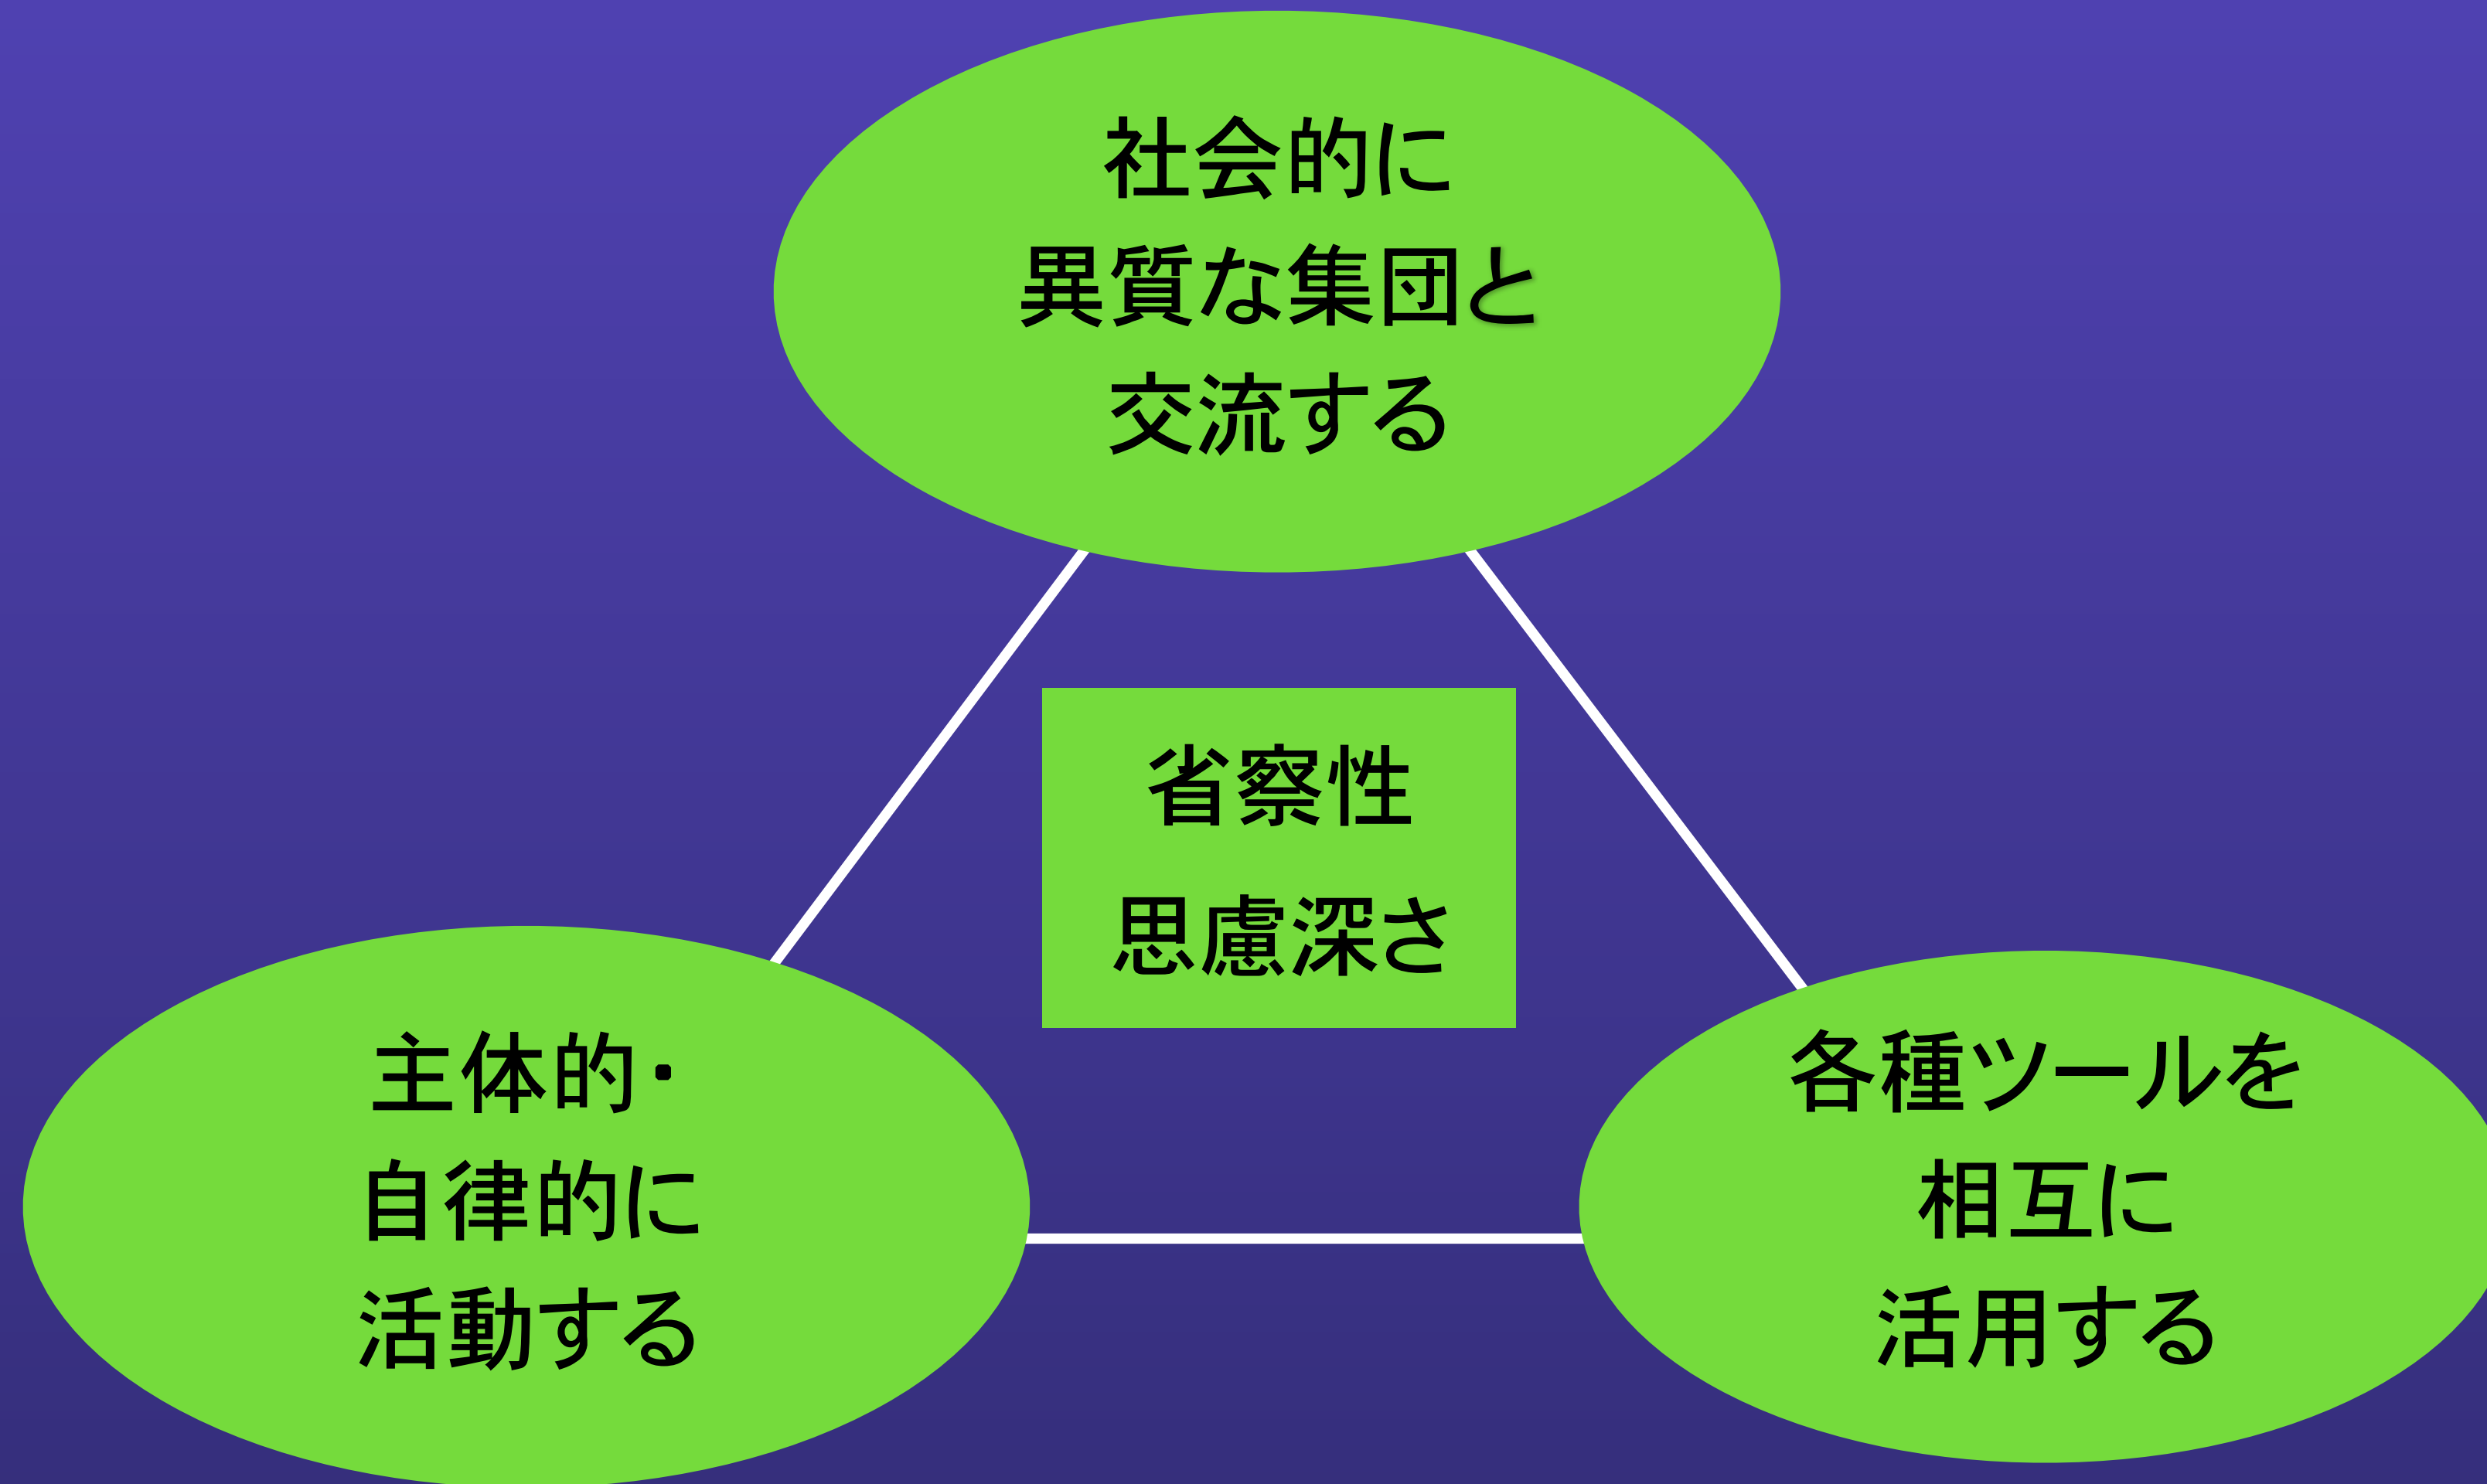 社会的に
異質な集団と
交流する
省察性
思慮深さ
主体的・
自律的に
活動する
各種ツールを
相互に
活用する